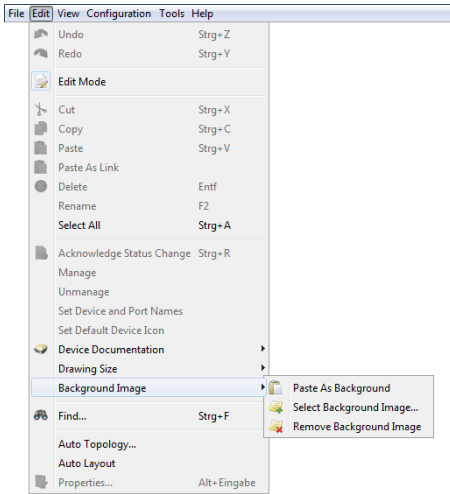 File Edit View Configuration Tools Help
Undo Strg+Z
Redo Strg+Y
Edit Mode
Cut Strg+X
Copy Strg+C
Paste Strg+V
Paste As Link
Delete Entf
Rename F2
Select All Strg+A
Acknowledge Status Change Strg+R
Manage
Unmanage
Set Device and Port Names
Set Default Device Icon
Device Documentation
Drawing Size
Background Image
Paste As Background
Select Background Image...
Remove Background Image
Find... Strg+F
Auto Topology...
Auto Layout
Properties... Alt+Eingabe